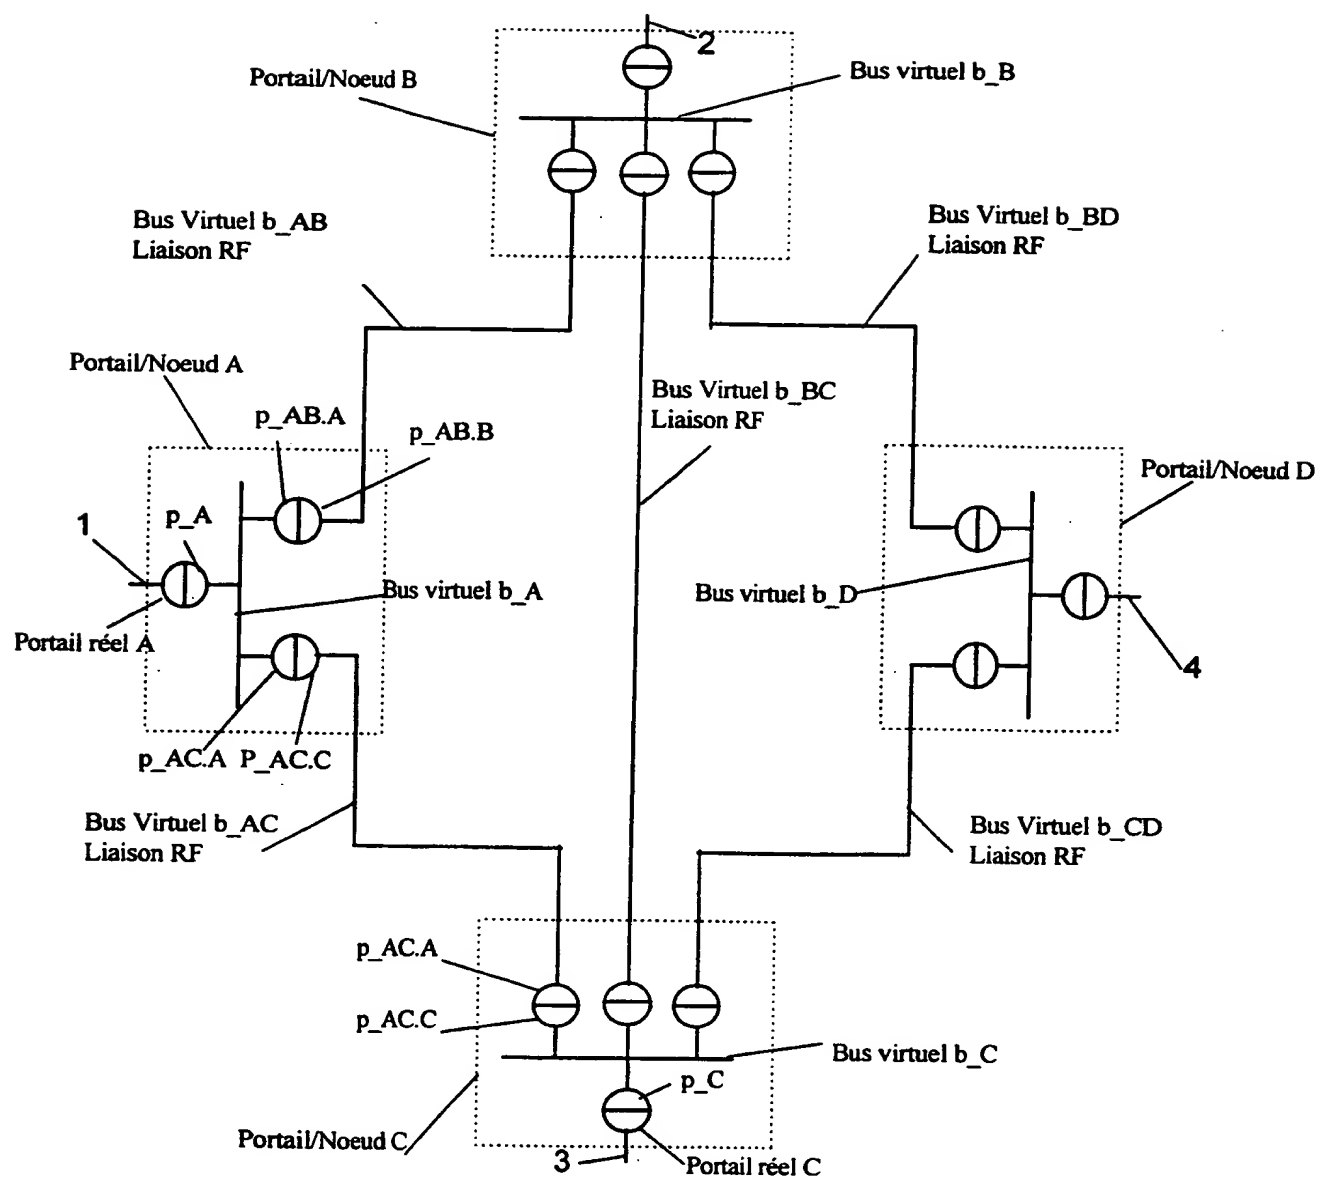 2
Portail/Noeud B
Bus virtuel b_B
Bus Virtuel b_AB
Liaison RF
Bus Virtuel b_BD
Liaison RF
Portail/Noeud A
p_AB.A
p_AB.B
Bus Virtuel b_BC
Liaison RF
Portail/Noeud D
1
p_A
Bus virtuel b_A
Bus virtuel b_D
Portail réel A
4
p_AC.A
P_AC.C
Bus Virtuel b_AC
Liaison RF
Bus Virtuel b_CD
Liaison RF
p_AC.A
p_AC.C
Bus virtuel b_C
p_C
Portail/Noeud C
3
Portail réel C